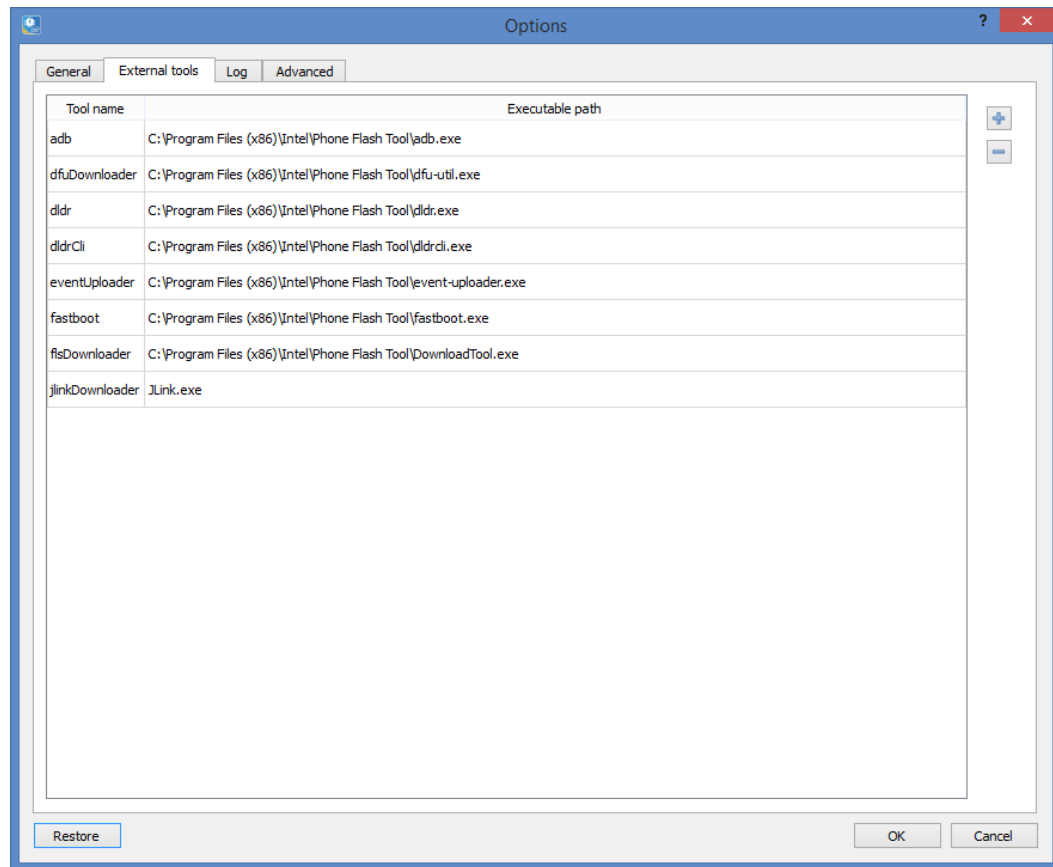 Options
?
General External tools Log Advanced
Tool name Executable path
adb C:\Program Files (x86)\Intel\Phone Flash Tool\adb.exe
dfuDownloader C:\Program Files (x86)\Intel\Phone Flash Tool\dfu-util.exe
dldr C:\Program Files (x86)\Intel\Phone Flash Tool\dldr.exe
dldrCli C:\Program Files (x86)\Intel\Phone Flash Tool\dldrcli.exe
eventUploader C:\Program Files (x86)\Intel\Phone Flash Tool\event-uploader.exe
fastboot C:\Program Files (x86)\Intel\Phone Flash Tool\fastboot.exe
flsDownloader C:\Program Files (x86)\Intel\Phone Flash Tool\DownloadTool.exe
jlinkDownloader JLink.exe
Restore OK Cancel